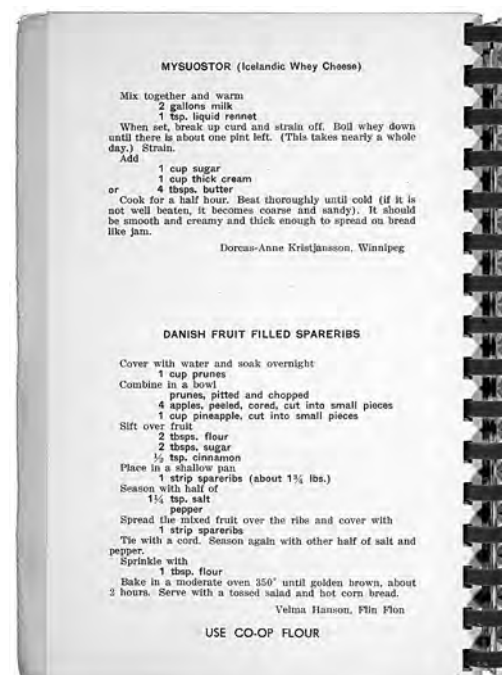 MYSUOSTOR (Icelandic Whey Cheese)
Mix together and warm
2 gallons milk
1 tsp. liquid rennet
When set, break up curd and strain off. Boil whey down
until there is about one pint left. (This takes nearly a whole
day.) Strain.
Add
1 cup sugar
1 cup thick cream
or 4 tbsps. butter
Cook for a half hour. Beat thoroughly until cold (if it is
not well beaten, it becomes coarse and sandy). It should
be smooth and creamy and thick enough to spread on bread
like jam.
Dorcas-Anne Kristjansson, Winnipeg
DANISH FRUIT FILLED SPARERIBS
Cover with water and soak overnight
1 cup prunes
Combine in a bowl
prunes, pitted and chopped
4 apples, peeled, cored, cut into small pieces
1 cup pineapple, cut into small pieces
Sift over fruit
2 tbsps. flour
2 tbsps. sugar
½ tsp. cinnamon
Place in a shallow pan
1 strip spareribs (about 1¾ lbs.)
Season with half of
1¼ tsp. salt
pepper
Spread the mixed fruit over the ribs and cover with
1 strip spareribs
Tie with a cord. Season again with other half of salt and
pepper.
Sprinkle with
1 tbsp. flour
Bake in a moderate oven 350° until golden brown, about
2 hours. Serve with a tossed salad and hot corn bread.
Velma Hanson, Flin Flon
USE CO-OP FLOUR